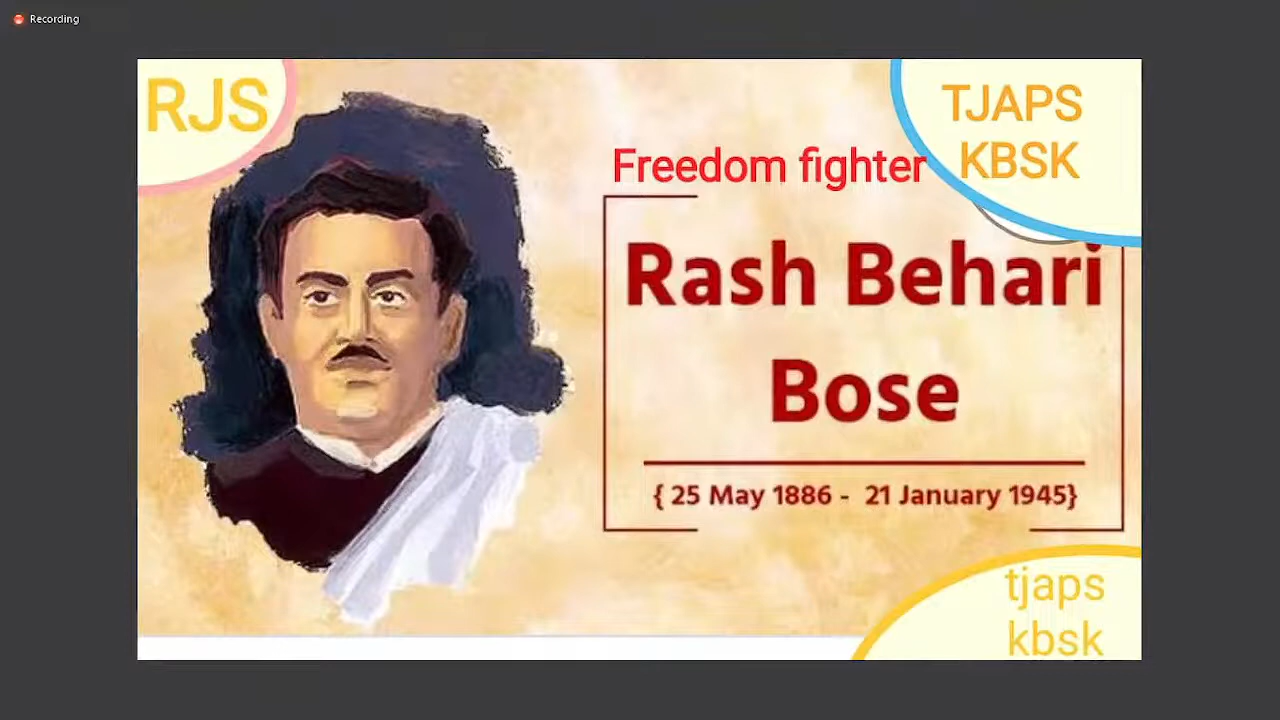 Recording
RJS
TJAPS
KBSK
Freedom fighter
Rash Behari
Bose
{ 25 May 1886 - 21 January 1945}
tjaps
kbsk